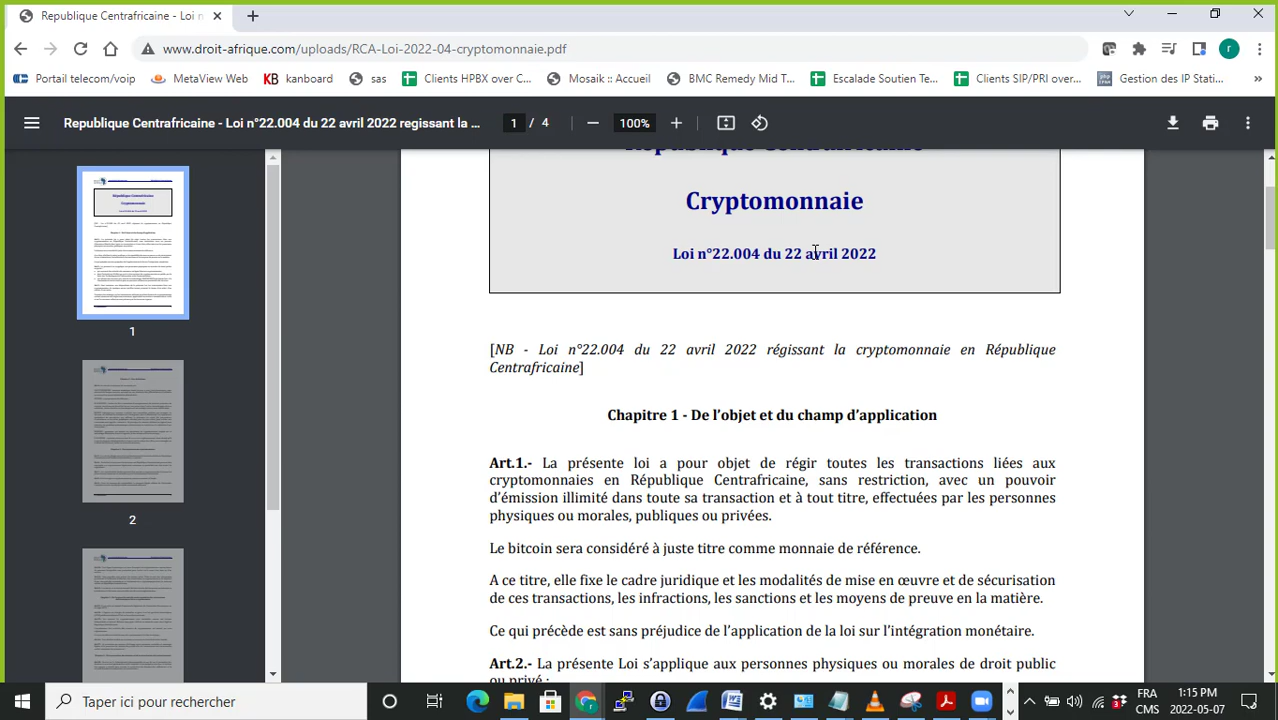 Republique Centrafricaine - Loi n
www.droit-afrique.com/uploads/RCA-Loi-2022-04-cryptomonnaie.pdf
r
Portail telecom/voip
MetaView Web
KB kanboard
sas
Clients HPBX over C...
Mosaik :: Accueil
BMC Remedy Mid T...
Escalade Soutien Te...
Clients SIP/PRI over...
Gestion des IP Stati...
»
Republique Centrafricaine - Loi n°22.004 du 22 avril 2022 regissant la ...
1 / 4
100%
République Centrafricaine
Cryptomonnaie
Loi n°22.004 du 22 avril 2022
[NB - Loi n°22.004 du 22 avril 2022 régissant la cryptomonnaie en République
Centrafricaine]
Chapitre 1 - De l'objet et du champ d'application
Art.1.- La présente loi a pour objet de régir toutes les transactions liées aux
cryptomonnaies en République Centrafricaine, sans restriction, avec un pouvoir
d'émission illimité dans toute sa transaction et à tout titre, effectuées par les personnes
physiques ou morales, publiques ou privées.
Le bitcoin sera considéré à juste titre comme monnaie de référence.
A ce titre, elle fixe le cadre juridique et les modalités de mise en œuvre et de sécurisation
de ces transactions, les infractions, les sanctions et les moyens de preuve en la matière.
Ce qui précède est sans préjudice de l'application de la loi sur l'intégration monétaire.
Art.2.- La présente Loi s'applique aux personnes physiques ou morales de droit public
ou privé :
1
2
Taper ici pour rechercher
FRA
CMS
1:15 PM
2022-05-07